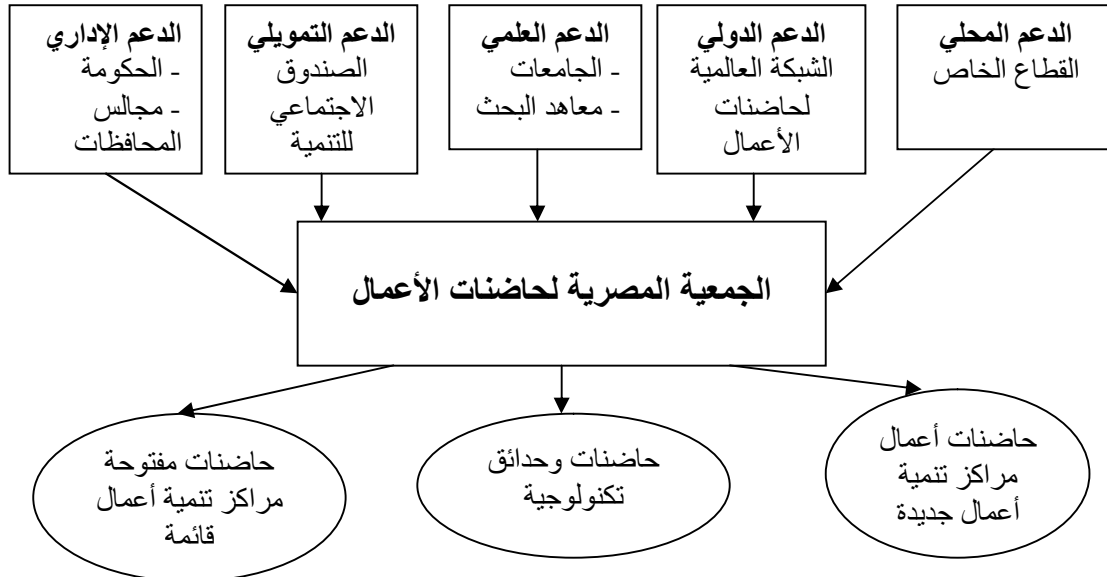 الدعم المحلي
القطاع الخاص
الدعم الدولي
الشبكة العالمية
لحاضنات
الأعمال
الدعم العلمي
- الجامعات
- معاهد البحث
الدعم التمويلي
الصندوق
الاجتماعي
للتنمية
الدعم الإداري
- الحكومة
- مجالس
المحافظات
الجمعية المصرية لحاضنات الأعمال
حاضنات أعمال
مراكز تنمية
أعمال جديدة
حاضنات وحدائق
تكنولوجية
حاضنات مفتوحة
مراكز تنمية أعمال
قائمة